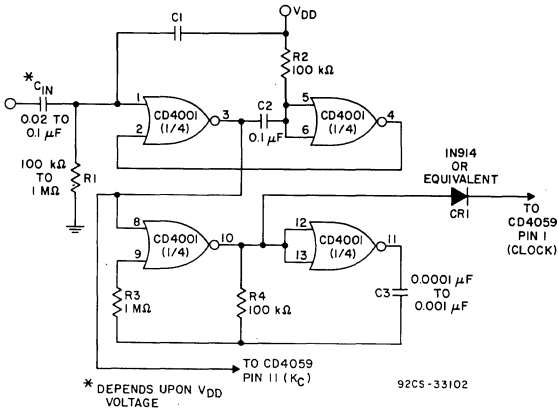 C1
VDD
R2
100 kΩ
*CIN
0.02 TO
0.1 µF
1
2
CD4001
(1/4)
3
C2
0.1 µF
5
6
CD4001
(1/4)
4
100 kΩ
TO
1 MΩ
R1
IN914
OR
EQUIVALENT
CR1
TO
CD4059
PIN 1
(CLOCK)
8
9
CD4001
(1/4)
10
12
13
CD4001
(1/4)
11
R3
1 MΩ
R4
100 kΩ
C3
0.0001 µF
TO
0.001 µF
TO CD4059
PIN 11 (KC)
* DEPENDS UPON VDD
VOLTAGE
92CS-33102